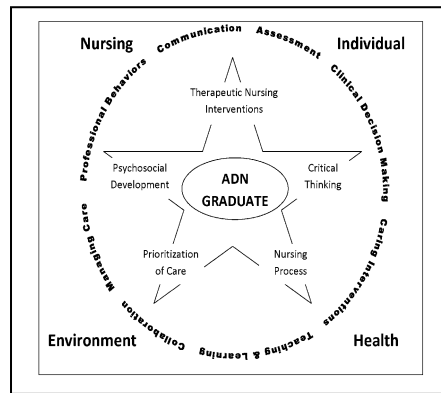 Nursing
Individual
Communication
Assessment
Clinical Decision Making
Caring Interventions
Teaching & Learning
Collaboration
Managing Care
Professional Behaviors
Therapeutic Nursing
Interventions
Psychosocial
Development
ADN
GRADUATE
Critical
Thinking
Prioritization
of Care
Nursing
Process
Environment
Health